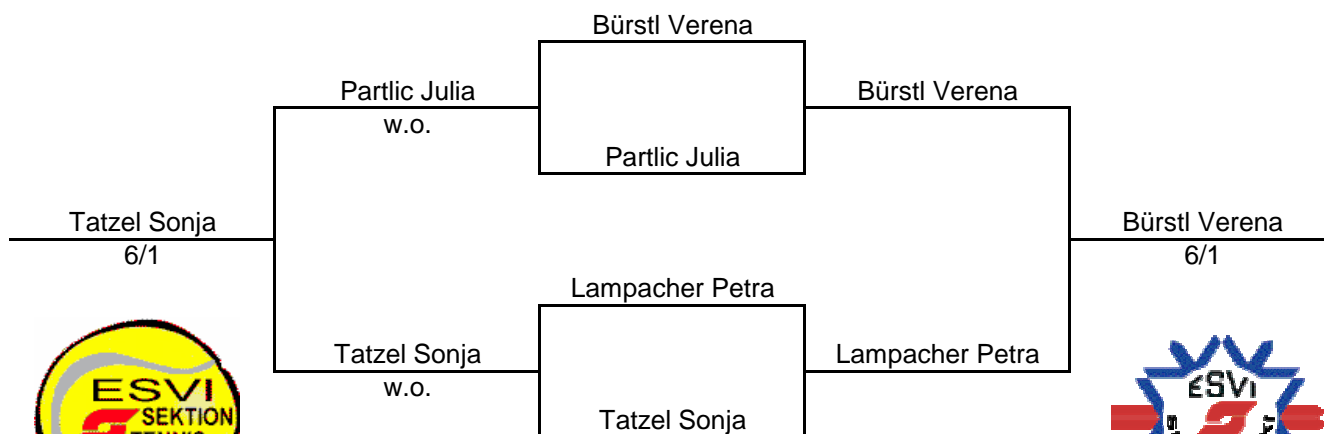 Bürstl Verena
Partlic Julia
w.o.
Bürstl Verena
Partlic Julia
Tatzel Sonja
6/1
Bürstl Verena
6/1
Lampacher Petra
Tatzel Sonja
w.o.
Lampacher Petra
Tatzel Sonja
ESVI
SEKTION
ESVI